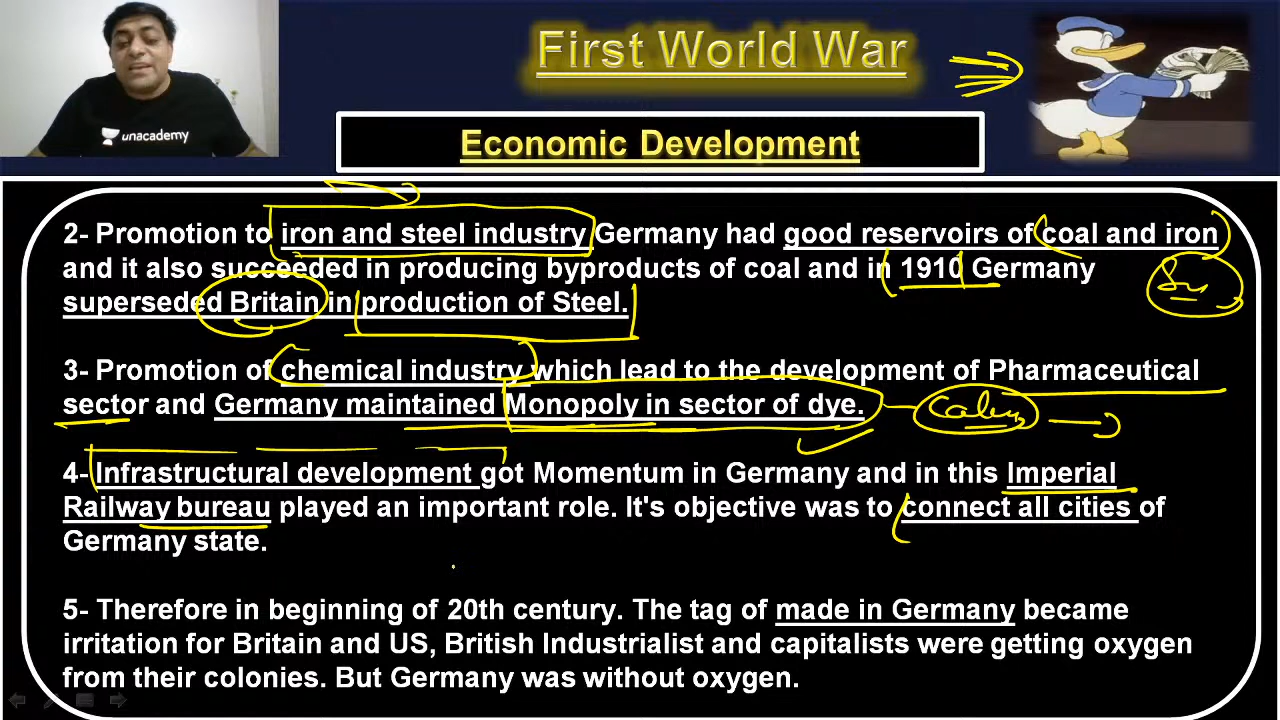 First World War
unacademy
Economic Development
2- Promotion to iron and steel industry Germany had good reservoirs of coal and iron
and it also succeeded in producing byproducts of coal and in 1910 Germany
superseded Britain in production of Steel.
3- Promotion of chemical industry which lead to the development of Pharmaceutical
sector and Germany maintained Monopoly in sector of dye.
4- Infrastructural development got Momentum in Germany and in this Imperial
Railway bureau played an important role. It's objective was to connect all cities of
Germany state.
5- Therefore in beginning of 20th century. The tag of made in Germany became
irritation for Britain and US, British Industrialist and capitalists were getting oxygen
from their colonies. But Germany was without oxygen.